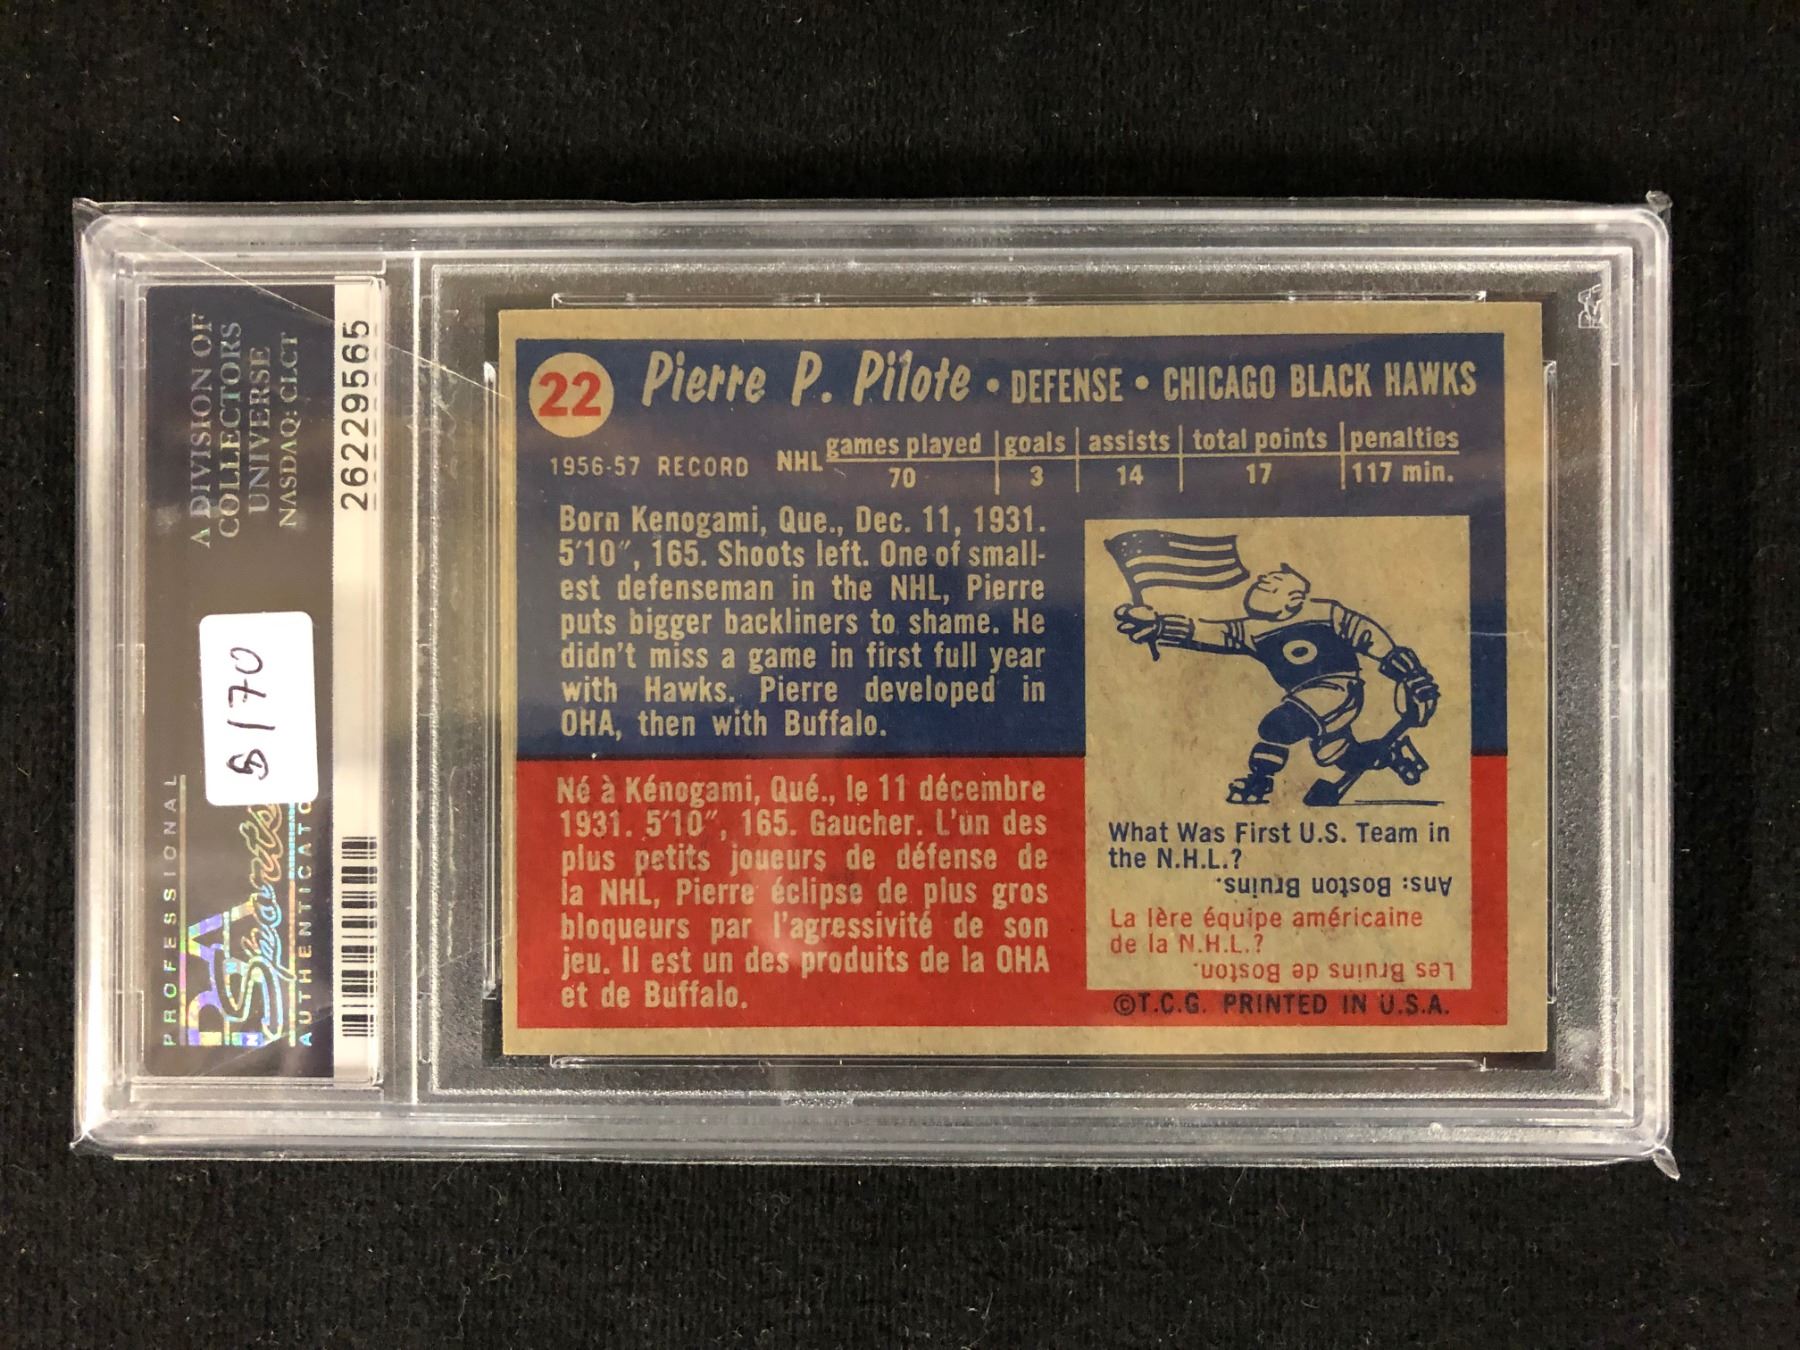 A DIVISION OF
COLLECTORS
UNIVERSE
NASDAQ: CLCT
26229565
$170
PROFESSIONAL
PSA
Sports
AUTHENTICATO
22 Pierre P. Pilote • DEFENSE • CHICAGO BLACK HAWKS
games played goals assists total points penalties
1956-57 RECORD NHL 70 3 14 17 117 min.
Born Kenogami, Que., Dec. 11, 1931.
5'10", 165. Shoots left. One of small-
est defenseman in the NHL, Pierre
puts bigger backliners to shame. He
didn't miss a game in first full year
with Hawks. Pierre developed in
OHA, then with Buffalo.
Né à Kénogami, Qué., le 11 décembre
1931. 5'10", 165. Gaucher. L'un des
plus petits joueurs de défense de
la NHL, Pierre éclipse de plus gros
bloqueurs par l'agressivité de son
jeu. Il est un des produits de la OHA
et de Buffalo.
What Was First U.S. Team in
the N.H.L.?
Ans: Boston Bruins.
La lère équipe américaine
de la N.H.L.?
Les Bruins de Boston.
©T.C.G. PRINTED IN U.S.A.